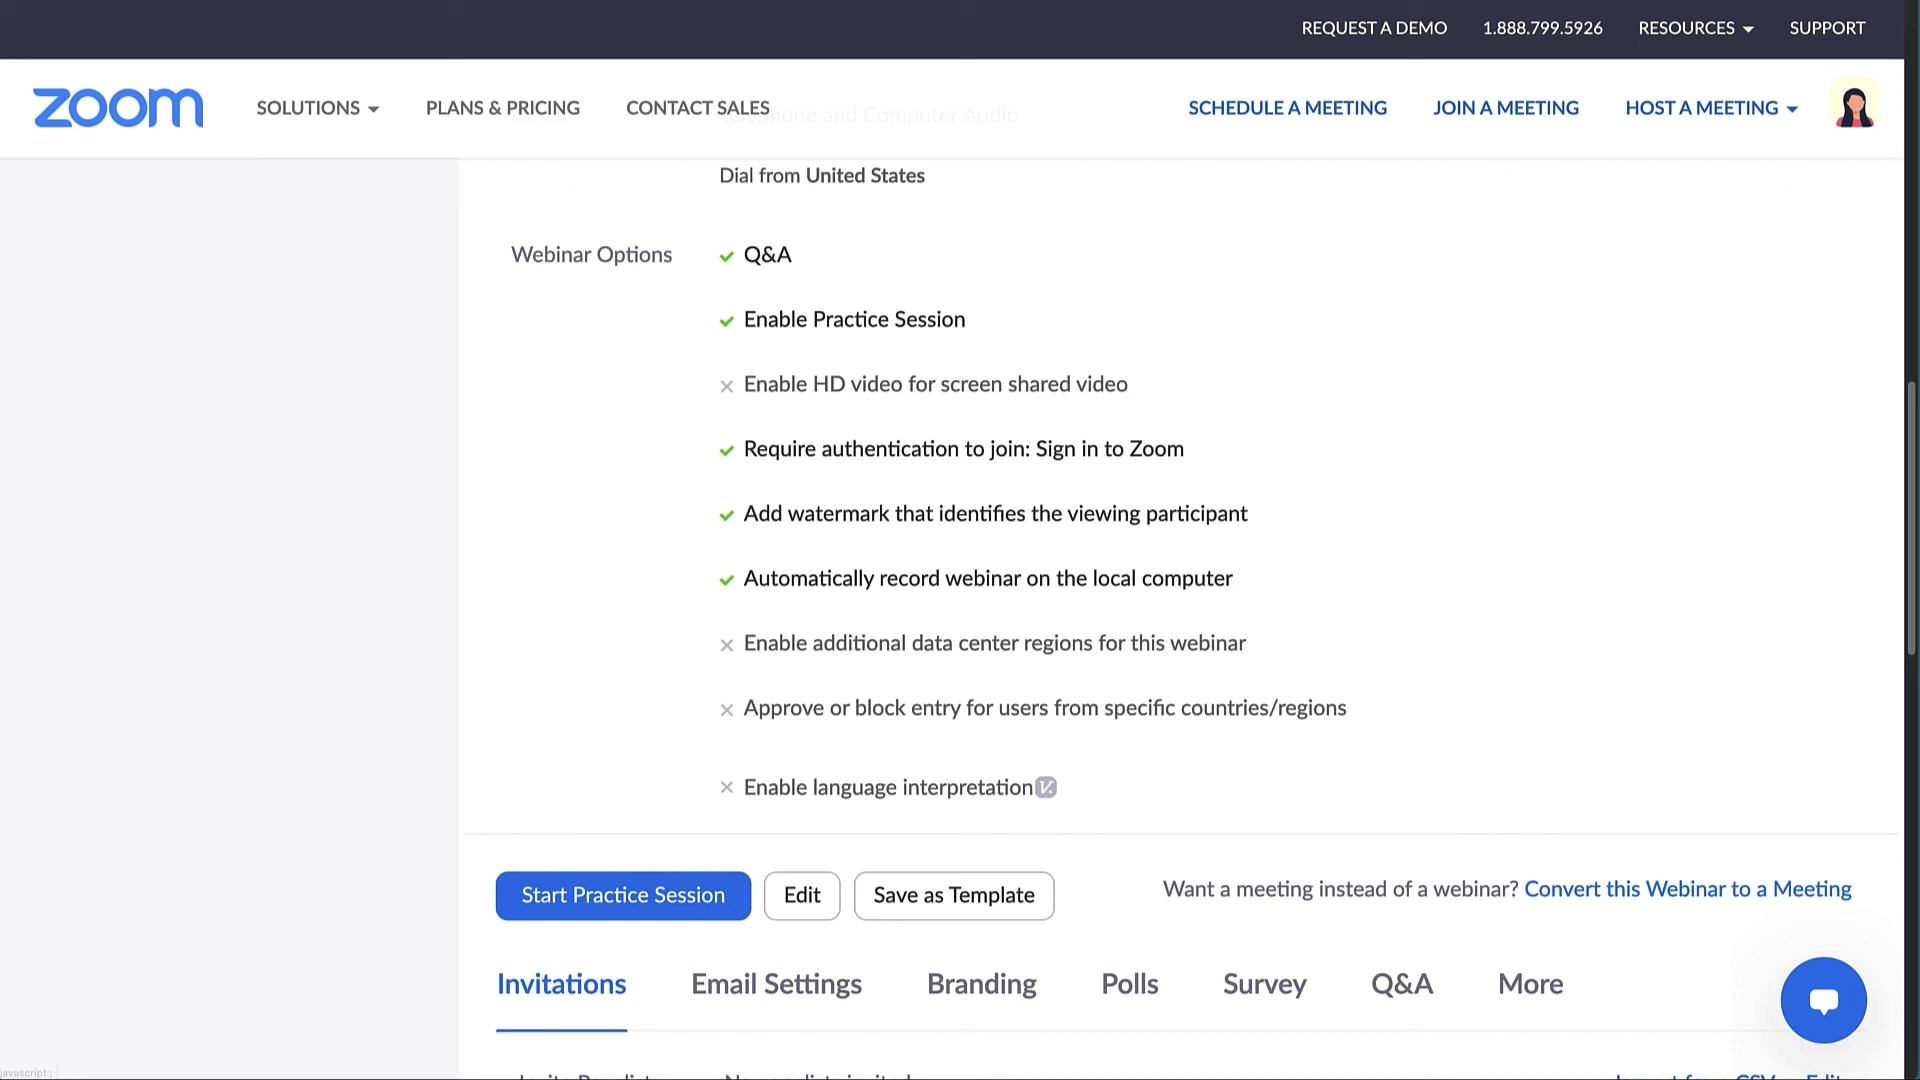 REQUEST A DEMO 1.888.799.5926 RESOURCES SUPPORT
zoom SOLUTIONS PLANS & PRICING CONTACT SALES SCHEDULE A MEETING JOIN A MEETING HOST A MEETING
Telephone and Computer Audio
Dial from United States
Webinar Options Q&A
Enable Practice Session
Enable HD video for screen shared video
Require authentication to join: Sign in to Zoom
Add watermark that identifies the viewing participant
Automatically record webinar on the local computer
Enable additional data center regions for this webinar
Approve or block entry for users from specific countries/regions
Enable language interpretation
Start Practice Session Edit Save as Template Want a meeting instead of a webinar? Convert this Webinar to a Meeting
Invitations Email Settings Branding Polls Survey Q&A More
javascript:;